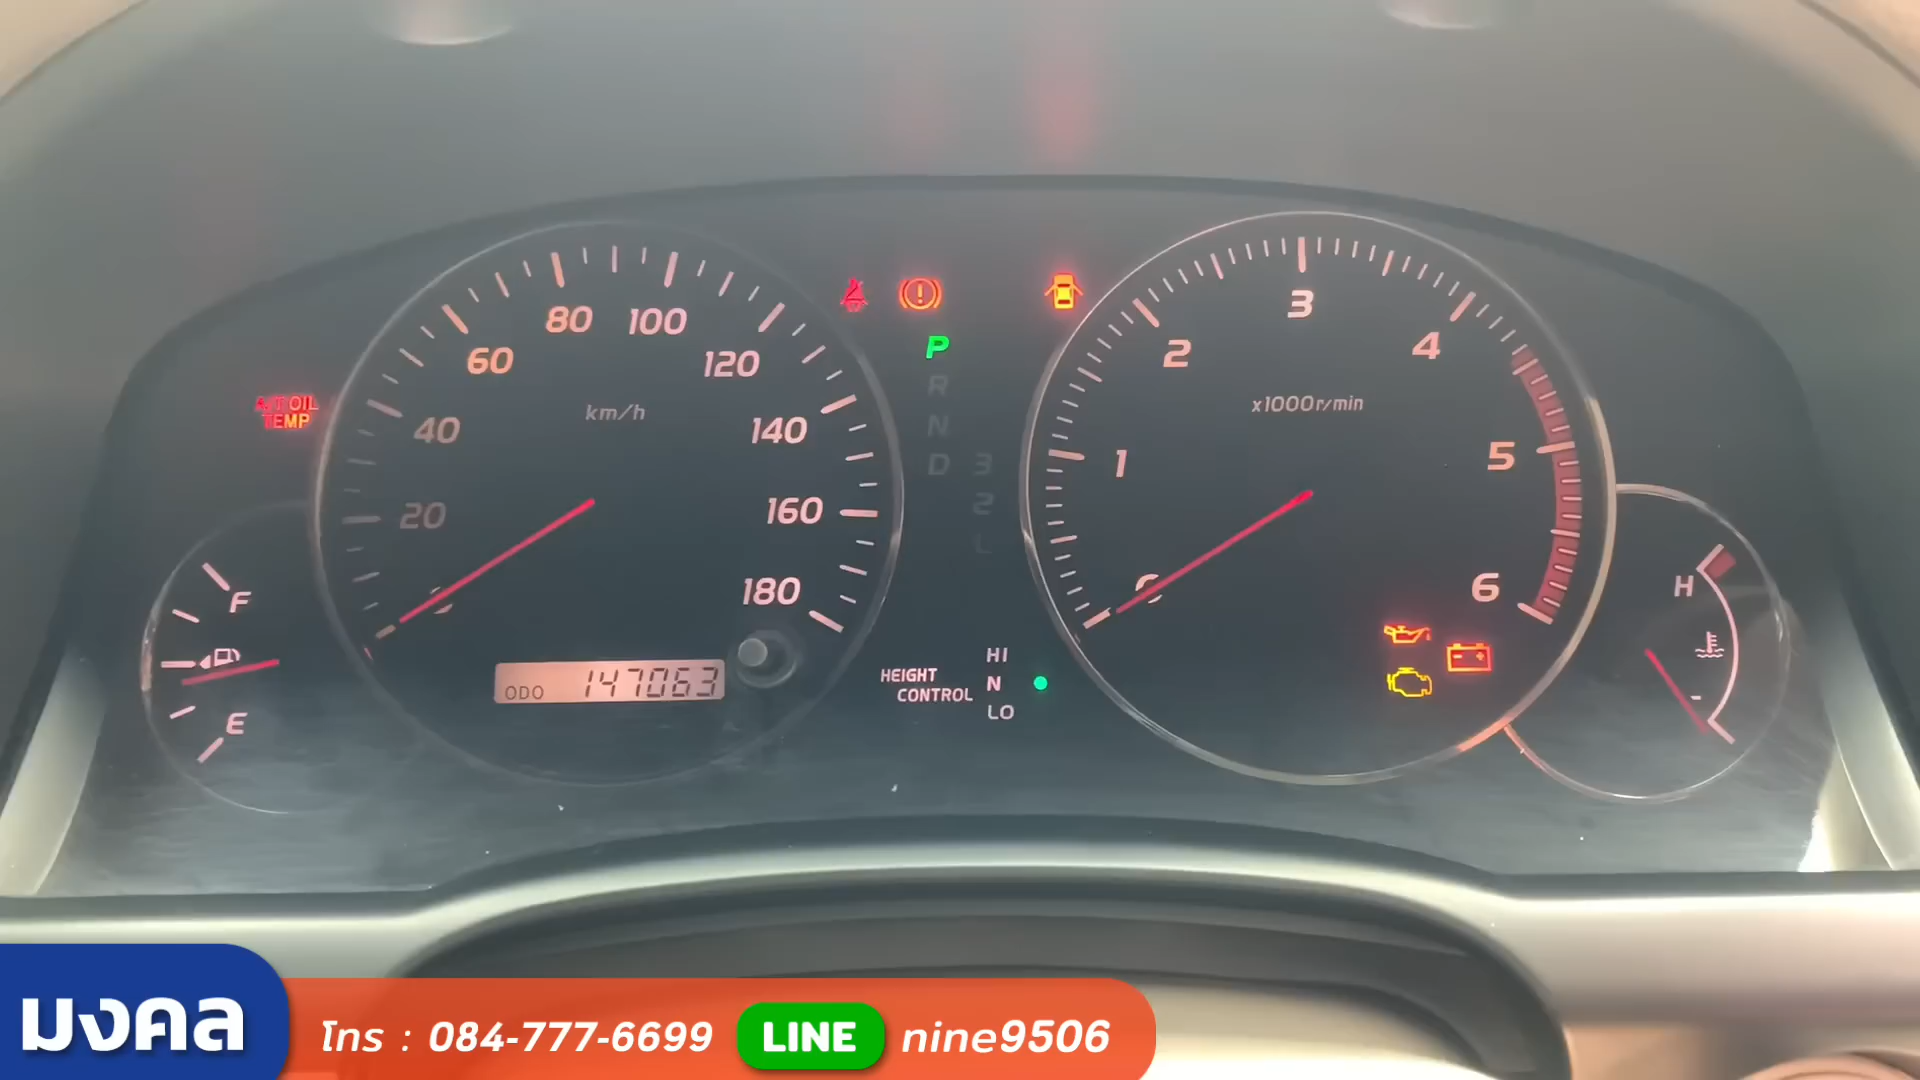 80
100
60
120
40
km/h
140
20
160
180
A/T OIL
TEMP
F
E
ODO 147063
P
R
N
D 3
2
L
HEIGHT
CONTROL
HI
N
LO
3
2
4
x1000r/min
1
5
0
6
H
มงคล
โทร : 084-777-6699 LINE nine9506